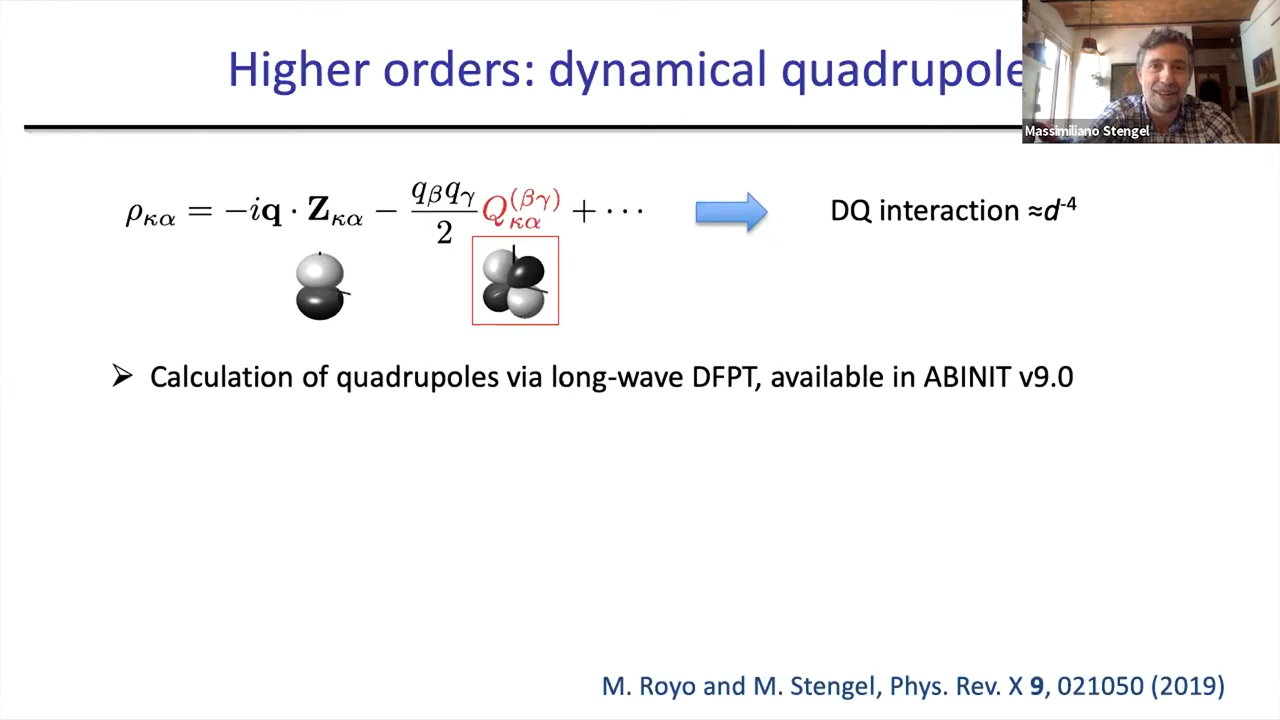 Higher orders: dynamical quadrupole
Massimiliano Stengel
ρκα = −iq · Zκα − qβqγ/2 Qκα^(βγ) + ⋯
DQ interaction ≈d^-4
➢ Calculation of quadrupoles via long-wave DFPT, available in ABINIT v9.0
M. Royo and M. Stengel, Phys. Rev. X 9, 021050 (2019)